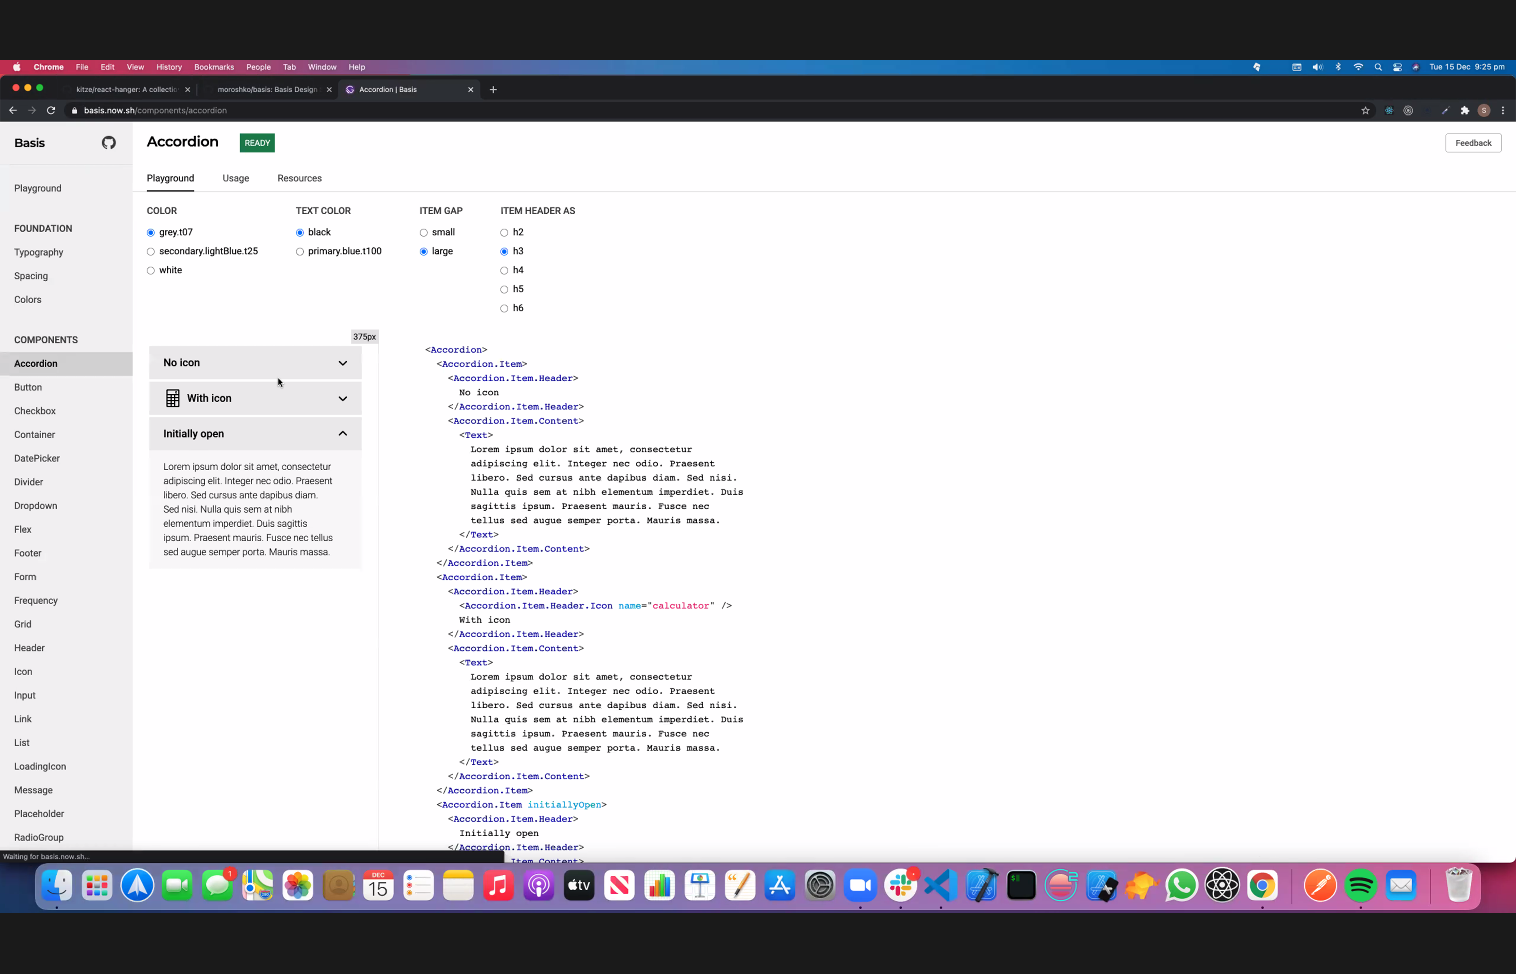 Chrome File Edit View History Bookmarks People Tab Window Help Tue 15 Dec 9:25 pm
kitze/react-hanger: A collectio moroshko/basis: Basis Design Accordion | Basis
basis.now.sh/components/accordion S
Basis
Accordion READY Feedback
Playground Usage Resources
Playground
FOUNDATION
Typography
Spacing
Colors
COMPONENTS
Accordion
Button
Checkbox
Container
DatePicker
Divider
Dropdown
Flex
Footer
Form
Frequency
Grid
Header
Icon
Input
Link
List
LoadingIcon
Message
Placeholder
RadioGroup
Waiting for basis.now.sh...
COLOR
grey.t07
secondary.lightBlue.t25
white
TEXT COLOR
black
primary.blue.t100
ITEM GAP
small
large
ITEM HEADER AS
h2
h3
h4
h5
h6
375px
No icon
With icon
Initially open
Lorem ipsum dolor sit amet, consectetur
adipiscing elit. Integer nec odio. Praesent
libero. Sed cursus ante dapibus diam.
Sed nisi. Nulla quis sem at nibh
elementum imperdiet. Duis sagittis
ipsum. Praesent mauris. Fusce nec tellus
sed augue semper porta. Mauris massa.
<Accordion>
<Accordion.Item>
<Accordion.Item.Header>
No icon
</Accordion.Item.Header>
<Accordion.Item.Content>
<Text>
Lorem ipsum dolor sit amet, consectetur
adipiscing elit. Integer nec odio. Praesent
libero. Sed cursus ante dapibus diam. Sed nisi.
Nulla quis sem at nibh elementum imperdiet. Duis
sagittis ipsum. Praesent mauris. Fusce nec
tellus sed augue semper porta. Mauris massa.
</Text>
</Accordion.Item.Content>
</Accordion.Item>
<Accordion.Item>
<Accordion.Item.Header>
<Accordion.Item.Header.Icon name="calculator" />
With icon
</Accordion.Item.Header>
<Accordion.Item.Content>
<Text>
Lorem ipsum dolor sit amet, consectetur
adipiscing elit. Integer nec odio. Praesent
libero. Sed cursus ante dapibus diam. Sed nisi.
Nulla quis sem at nibh elementum imperdiet. Duis
sagittis ipsum. Praesent mauris. Fusce nec
tellus sed augue semper porta. Mauris massa.
</Text>
</Accordion.Item.Content>
</Accordion.Item>
<Accordion.Item initiallyOpen>
<Accordion.Item.Header>
Initially open
</Accordion.Item.Header>
.Item.Content>
1 DEC 15 tv